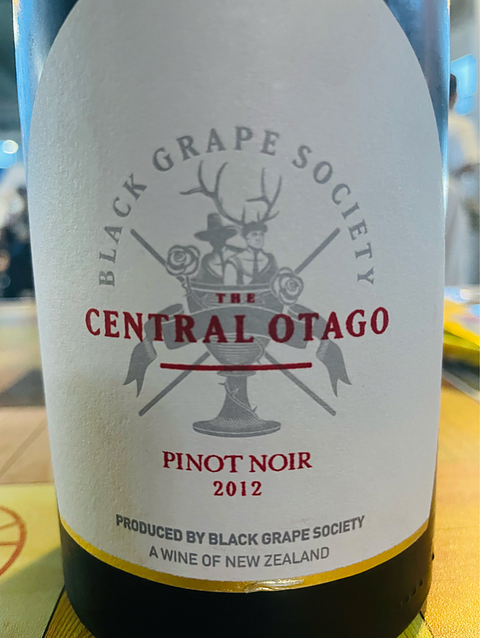 BLACK GRAPE SOCIETY
THE
CENTRAL OTAGO
PINOT NOIR
2012
PRODUCED BY BLACK GRAPE SOCIETY
A WINE OF NEW ZEALAND